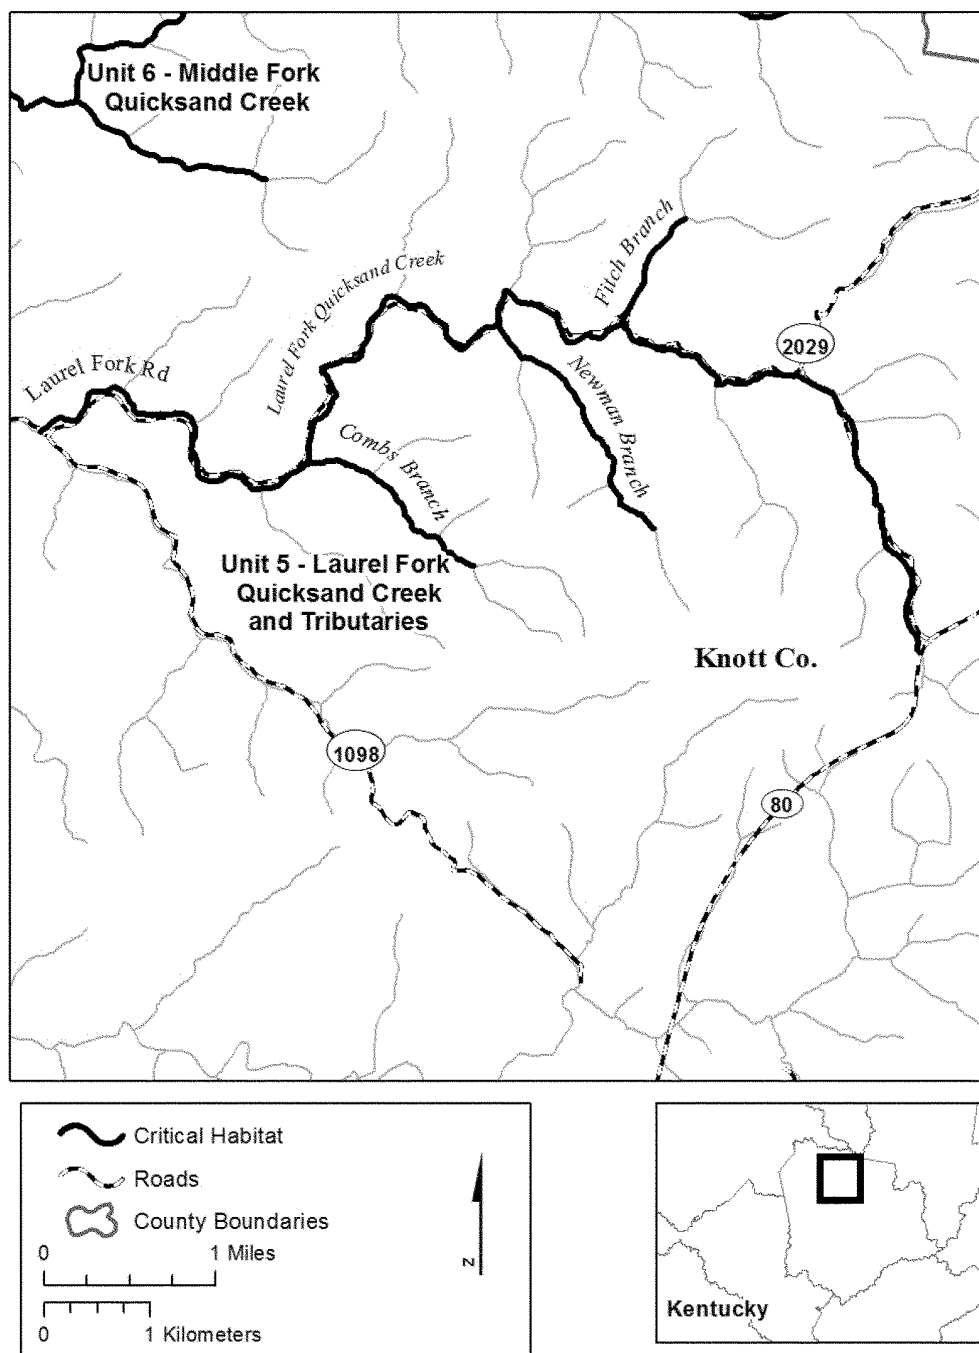 Unit 6 - Middle Fork
Quicksand Creek
Fitch Branch
Laurel Fork Quicksand Creek
2029
Laurel Fork Rd
Newman Branch
Combs Branch
Unit 5 - Laurel Fork
Quicksand Creek
and Tributaries
Knott Co.
1098
80
Critical Habitat
Roads
County Boundaries
0 1 Miles
0 1 Kilometers
N
Kentucky